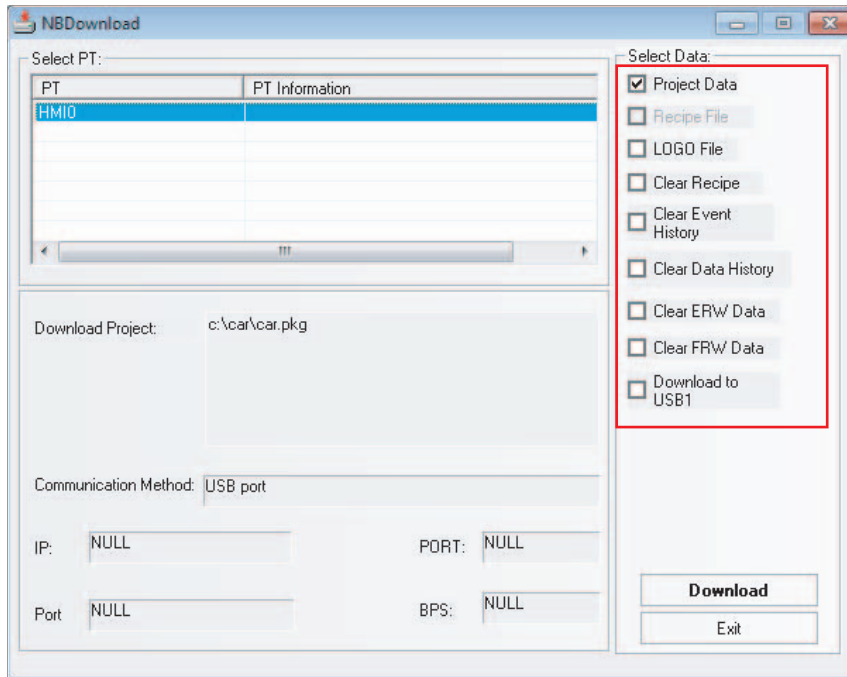 NBDownload
Select PT:
PT PT Information
HMI0
Download Project: c:\car\car.pkg
Communication Method: USB port
IP: NULL PORT: NULL
Port NULL BPS: NULL
Select Data:
Project Data
Recipe File
LOGO File
Clear Recipe
Clear Event
History
Clear Data History
Clear ERW Data
Clear FRW Data
Download to
USB1
Download
Exit